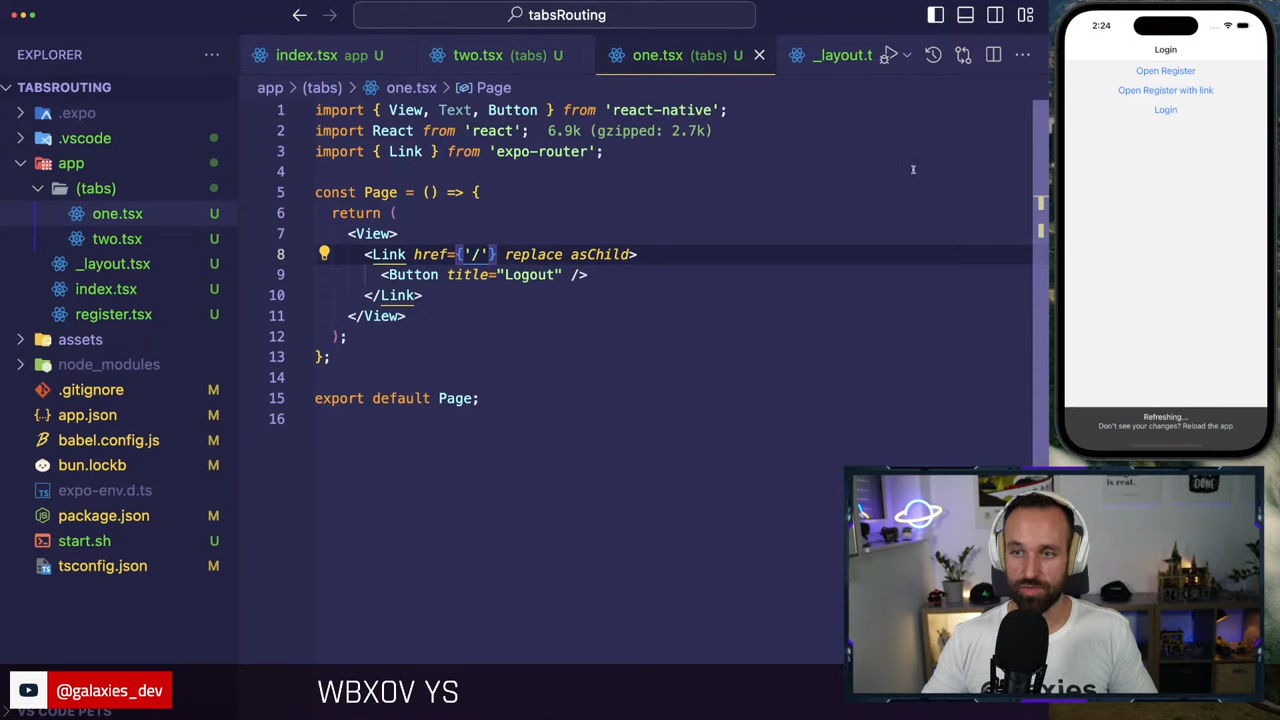 tabsRouting
EXPLORER
TABSROUTING
.expo
.vscode
app
(tabs)
one.tsx U
two.tsx U
_layout.tsx U
index.tsx U
register.tsx U
assets
node_modules
.gitignore M
app.json M
babel.config.js M
bun.lockb M
expo-env.d.ts
package.json M
start.sh U
tsconfig.json M
index.tsx app U
two.tsx (tabs) U
one.tsx (tabs) U
_layout.t
app > (tabs) > one.tsx > Page
1 import { View, Text, Button } from 'react-native';
2 import React from 'react'; 6.9k (gzipped: 2.7k)
3 import { Link } from 'expo-router';
4
5 const Page = () => {
6 return (
7 <View>
8 <Link href={'/'} replace asChild>
9 <Button title="Logout" />
10 </Link>
11 </View>
12 );
13 };
14
15 export default Page;
16
2:24
Login
Open Register
Open Register with link
Login
Refreshing...
Don't see your changes? Reload the app
is real.
DONE
@galaxies_dev
WBXOV YS